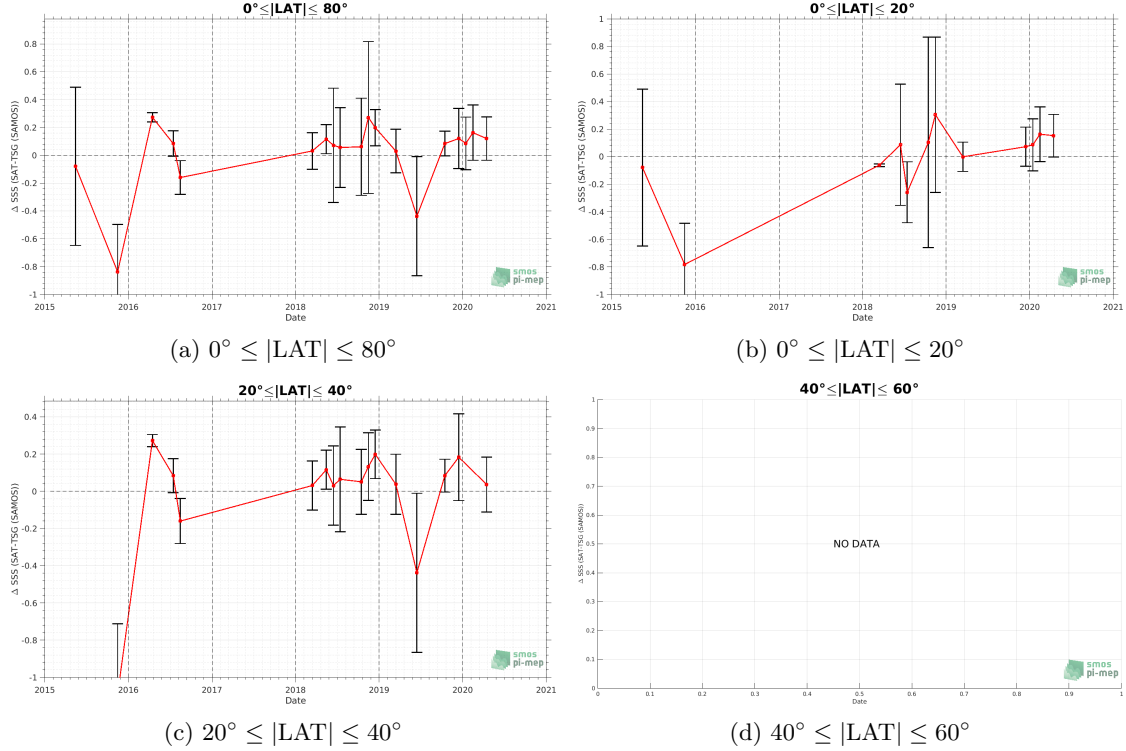 0°≤|LAT|≤ 80°
0.8
0.6
0.4
0.2
0
-0.2
-0.4
-0.6
-0.8
-1
Δ SSS (SAT-TSG (SAMOS))
2015 2016 2017 2018 2019 2020 2021
Date
smos
pi-mep
(a) 0° ≤ |LAT| ≤ 80°
0°≤|LAT|≤ 20°
1
0.8
0.6
0.4
0.2
0
-0.2
-0.4
-0.6
-0.8
-1
Δ SSS (SAT-TSG (SAMOS))
2015 2016 2017 2018 2019 2020 2021
Date
smos
pi-mep
(b) 0° ≤ |LAT| ≤ 20°
20°≤|LAT|≤ 40°
0.4
0.2
0
-0.2
-0.4
-0.6
-0.8
-1
Δ SSS (SAT-TSG (SAMOS))
2015 2016 2017 2018 2019 2020 2021
Date
smos
pi-mep
(c) 20° ≤ |LAT| ≤ 40°
40°≤|LAT|≤ 60°
1
0.9
0.8
0.7
0.6
0.5
0.4
0.3
0.2
0.1
0
Δ SSS (SAT-TSG (SAMOS))
NO DATA
0 0.1 0.2 0.3 0.4 0.5 0.6 0.7 0.8 0.9 1
Date
smos
pi-mep
(d) 40° ≤ |LAT| ≤ 60°